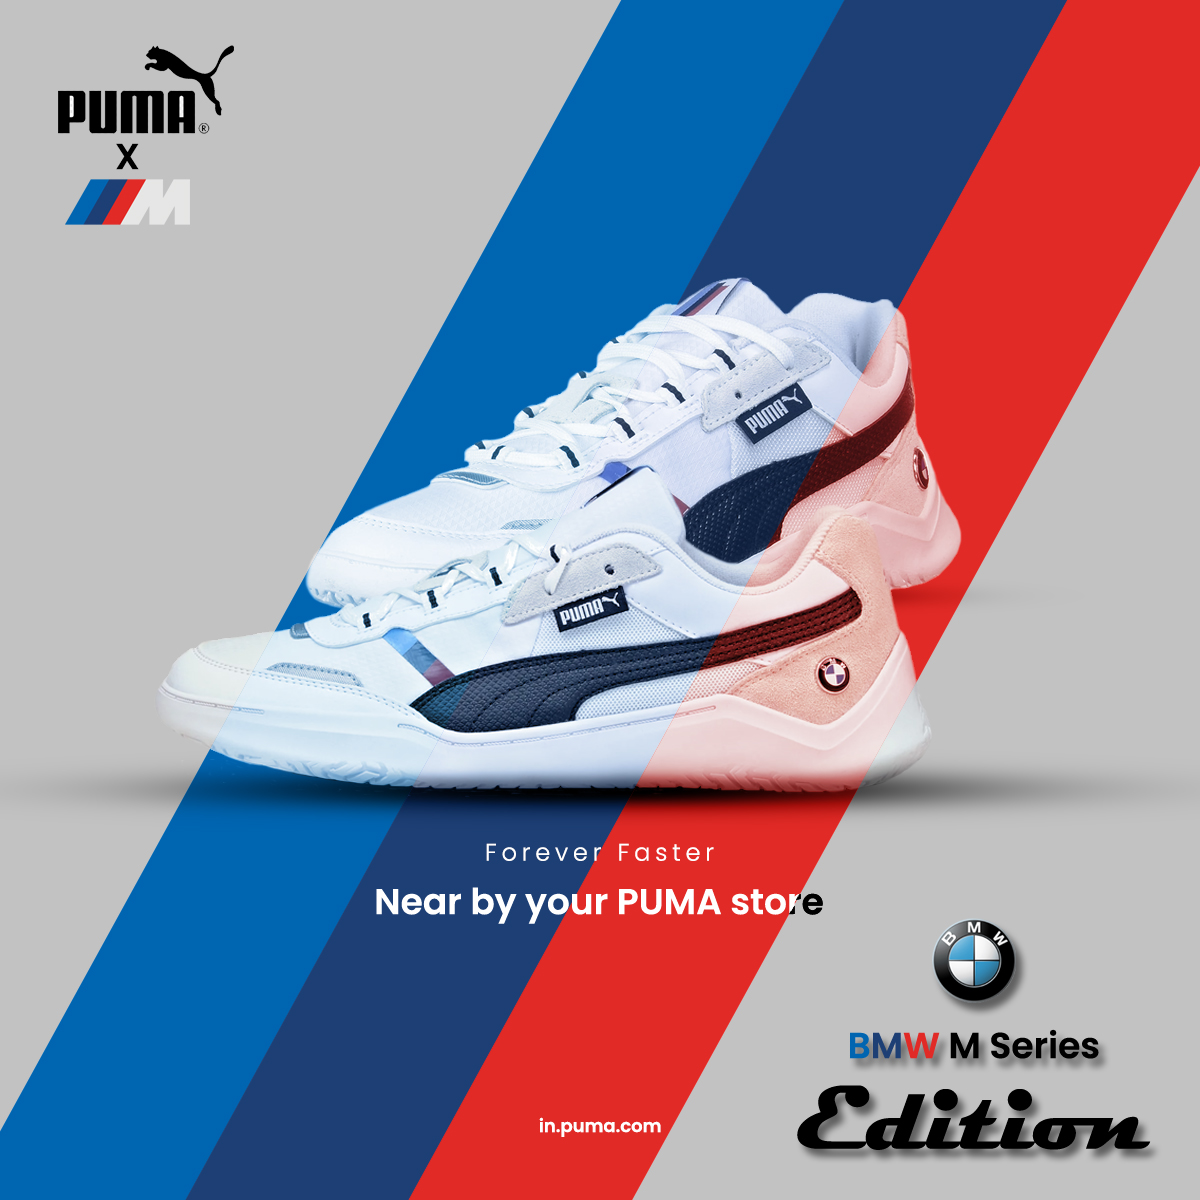 PUMA®
X
M
PUMA
PUMA
Forever Faster
Near by your PUMA store
BMW
BMW M Series
Edition
in.puma.com